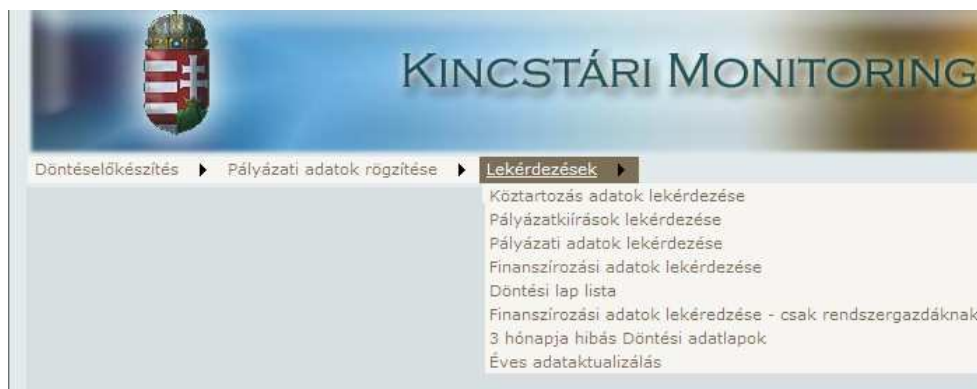 KINCSTÁRI MONITORING
Döntéselőkészítés Pályázati adatok rögzítése Lekérdezések
Köztartozás adatok lekérdezése
Pályázatkiírások lekérdezése
Pályázati adatok lekérdezése
Finanszírozási adatok lekérdezése
Döntési lap lista
Finanszírozási adatok lekéredzése - csak rendszergazdáknak
3 hónapja hibás Döntési adatlapok
Éves adataktualizálás